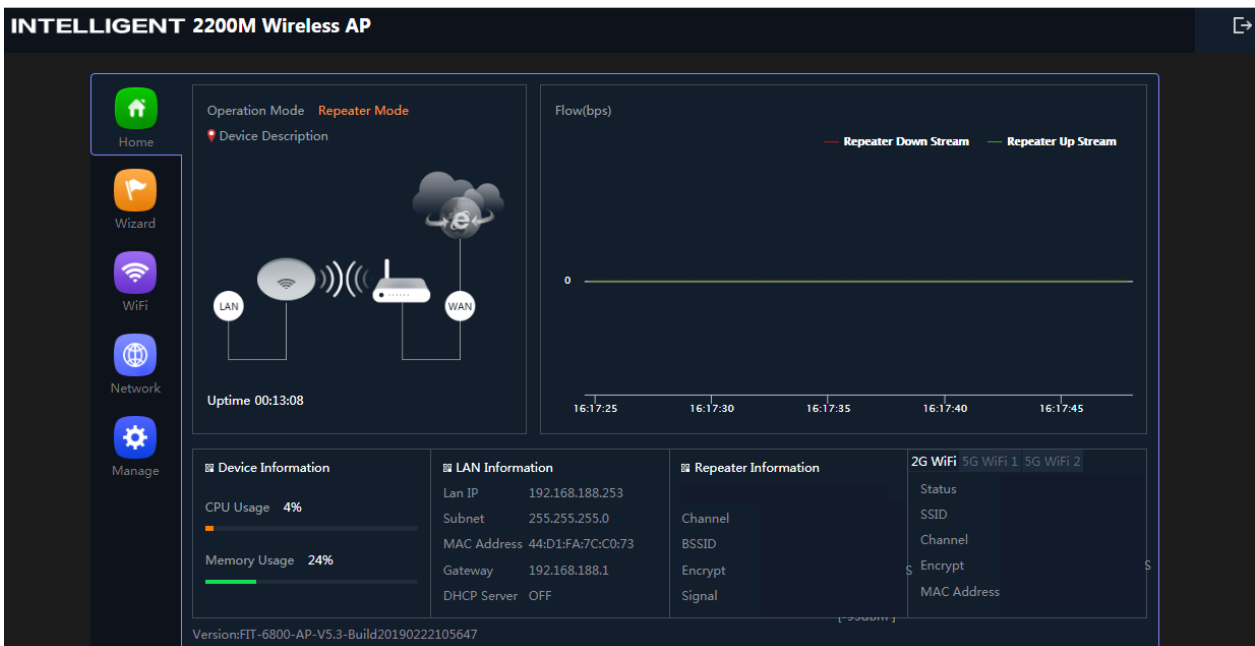 INTELLIGENT 2200M Wireless AP
Home
Wizard
WiFi
Network
Manage
Operation Mode Repeater Mode
Device Description
LAN
WAN
Uptime 00:13:08
Flow(bps)
Repeater Down Stream Repeater Up Stream
0
16:17:25 16:17:30 16:17:35 16:17:40 16:17:45
Device Information
CPU Usage 4%
Memory Usage 24%
LAN Information
Lan IP 192.168.188.253
Subnet 255.255.255.0
MAC Address 44:D1:FA:7C:C0:73
Gateway 192.168.188.1
DHCP Server OFF
Repeater Information
Channel
BSSID
Encrypt S
Signal
2G WiFi 5G WiFi 1 5G WiFi 2
Status
SSID
Channel
Encrypt S
MAC Address
Version:FIT-6800-AP-V5.3-Build20190222105647